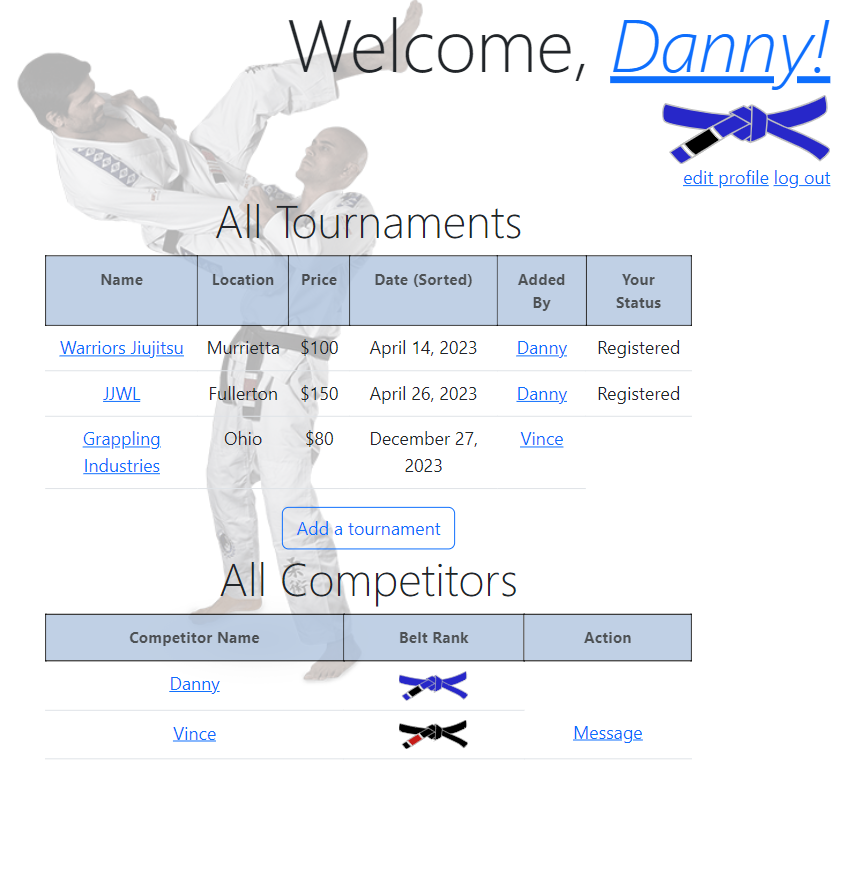 Welcome, Danny!
edit profile log out
All Tournaments
Name Location Price Date (Sorted) Added By Your Status
Warriors Jiujitsu Murrietta $100 April 14, 2023 Danny Registered
JJWL Fullerton $150 April 26, 2023 Danny Registered
Grappling Industries Ohio $80 December 27, 2023 Vince
Add a tournament
All Competitors
Competitor Name Belt Rank Action
Danny
Vince Message